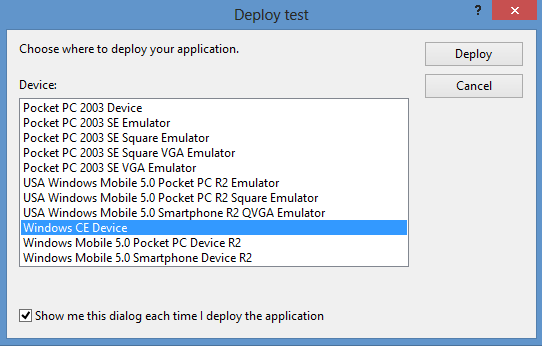 Deploy test
?
Choose where to deploy your application.
Deploy
Cancel
Device:
Pocket PC 2003 Device
Pocket PC 2003 SE Emulator
Pocket PC 2003 SE Square Emulator
Pocket PC 2003 SE Square VGA Emulator
Pocket PC 2003 SE VGA Emulator
USA Windows Mobile 5.0 Pocket PC R2 Emulator
USA Windows Mobile 5.0 Pocket PC R2 Square Emulator
USA Windows Mobile 5.0 Smartphone R2 QVGA Emulator
Windows CE Device
Windows Mobile 5.0 Pocket PC Device R2
Windows Mobile 5.0 Smartphone Device R2
Show me this dialog each time I deploy the application